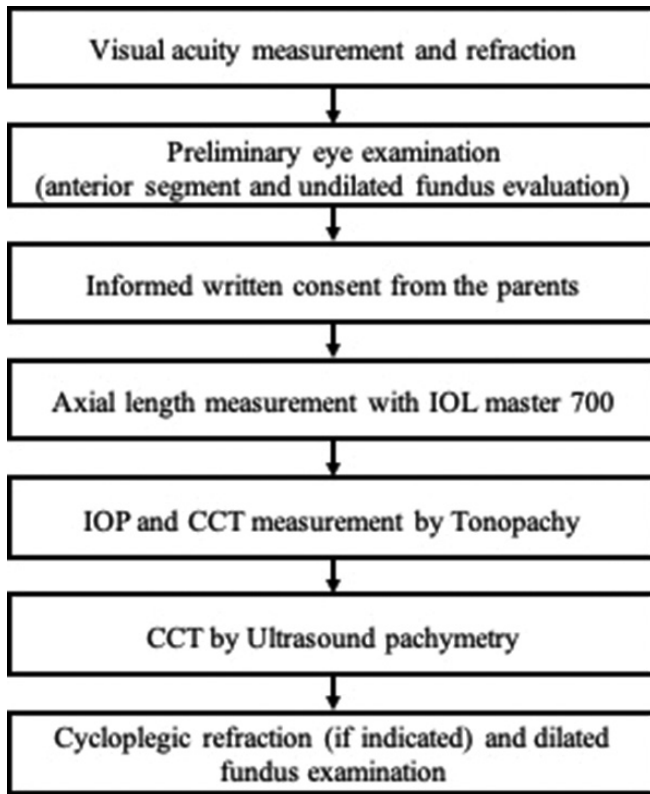 Visual acuity measurement and refraction
Preliminary eye examination
(anterior segment and undilated fundus evaluation)
Informed written consent from the parents
Axial length measurement with IOL master 700
IOP and CCT measurement by Tonopachy
CCT by Ultrasound pachymetry
Cycloplegic refraction (if indicated) and dilated
fundus examination